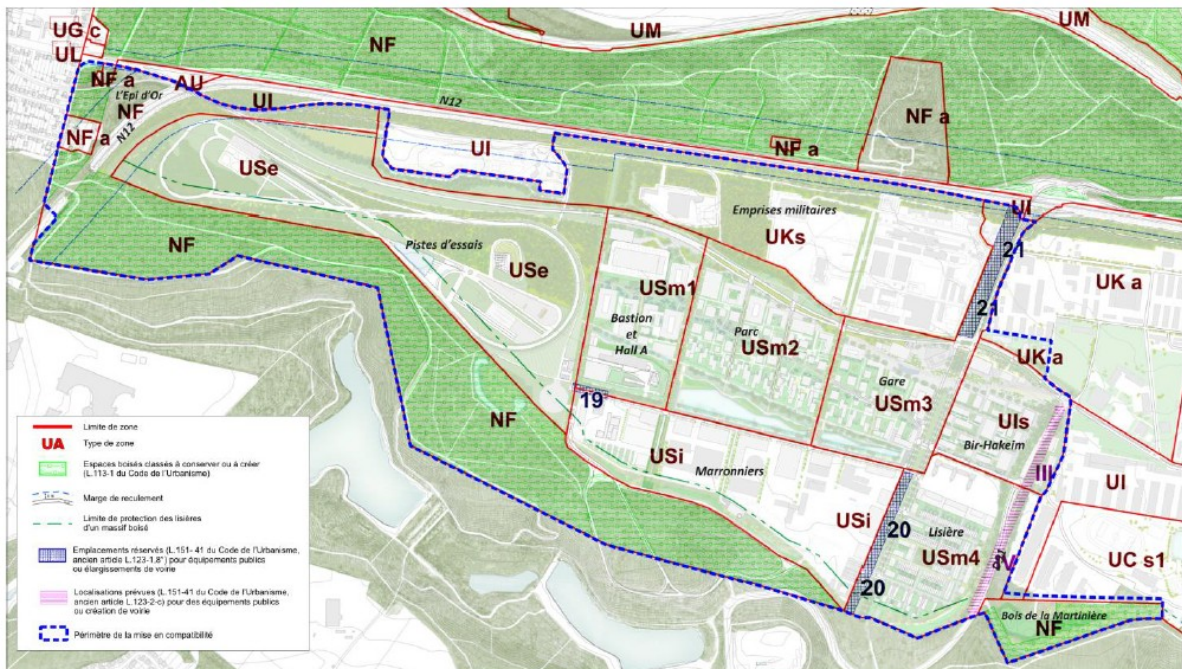 UG
C
UL
NF
UM
UM
NF a
L'Epi d'Or
AU
NF
UI
N12
NF a
N12
USe
UI
NF a
NF a
NF
Emprises militaires
UKs
UI
21
21
UK a
UK a
Pistes d'essais
USe
USm1
Bastion
et
Hall A
Parc
USm2
Gare
USm3
UIs
Bir-Hakeim
III
UI
19
NF
USi
Marronniers
USi
20
20
Lisière
USm4
IV
UC s1
Bois de la Martinière
NF
Limite de zone
UA
Type de zone
Espaces boisés classés à conserver ou à créer
(L.113-1 du Code de l'Urbanisme)
Marge de reculement
Limite de protection des lisières
d'un massif boisé
Emplacements réservés (L.151- 41 du Code de l'Urbanisme,
ancien article L.123-1.8°) pour équipements publics
ou élargissements de voirie
Localisations prévues (L.151-41 du Code de l'Urbanisme,
ancien article L.123-2-c) pour des équipements publics
ou création de voirie
Périmètre de la mise en compatibilité